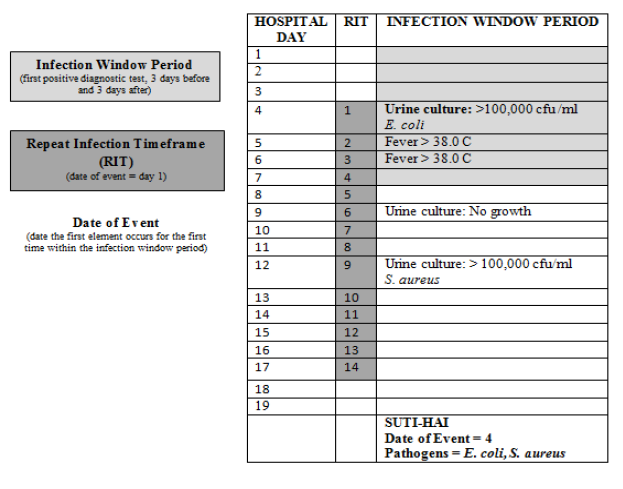 Infection Window Period
(first positive diagnostic test, 3 days before
and 3 days after)
Repeat Infection Timeframe
(RIT)
(date of event = day 1)
Date of Event
(date the first element occurs for the first
time within the infection window period)
HOSPITAL DAY RIT INFECTION WINDOW PERIOD
1
2
3
4 1 Urine culture: >100,000 cfu/ml
E. coli
5 2 Fever > 38.0 C
6 3 Fever > 38.0 C
7 4
8 5
9 6 Urine culture: No growth
10 7
11 8
12 9 Urine culture: > 100,000 cfu/ml
S. aureus
13 10
14 11
15 12
16 13
17 14
18
19
SUTI-HAI
Date of Event = 4
Pathogens = E. coli, S. aureus